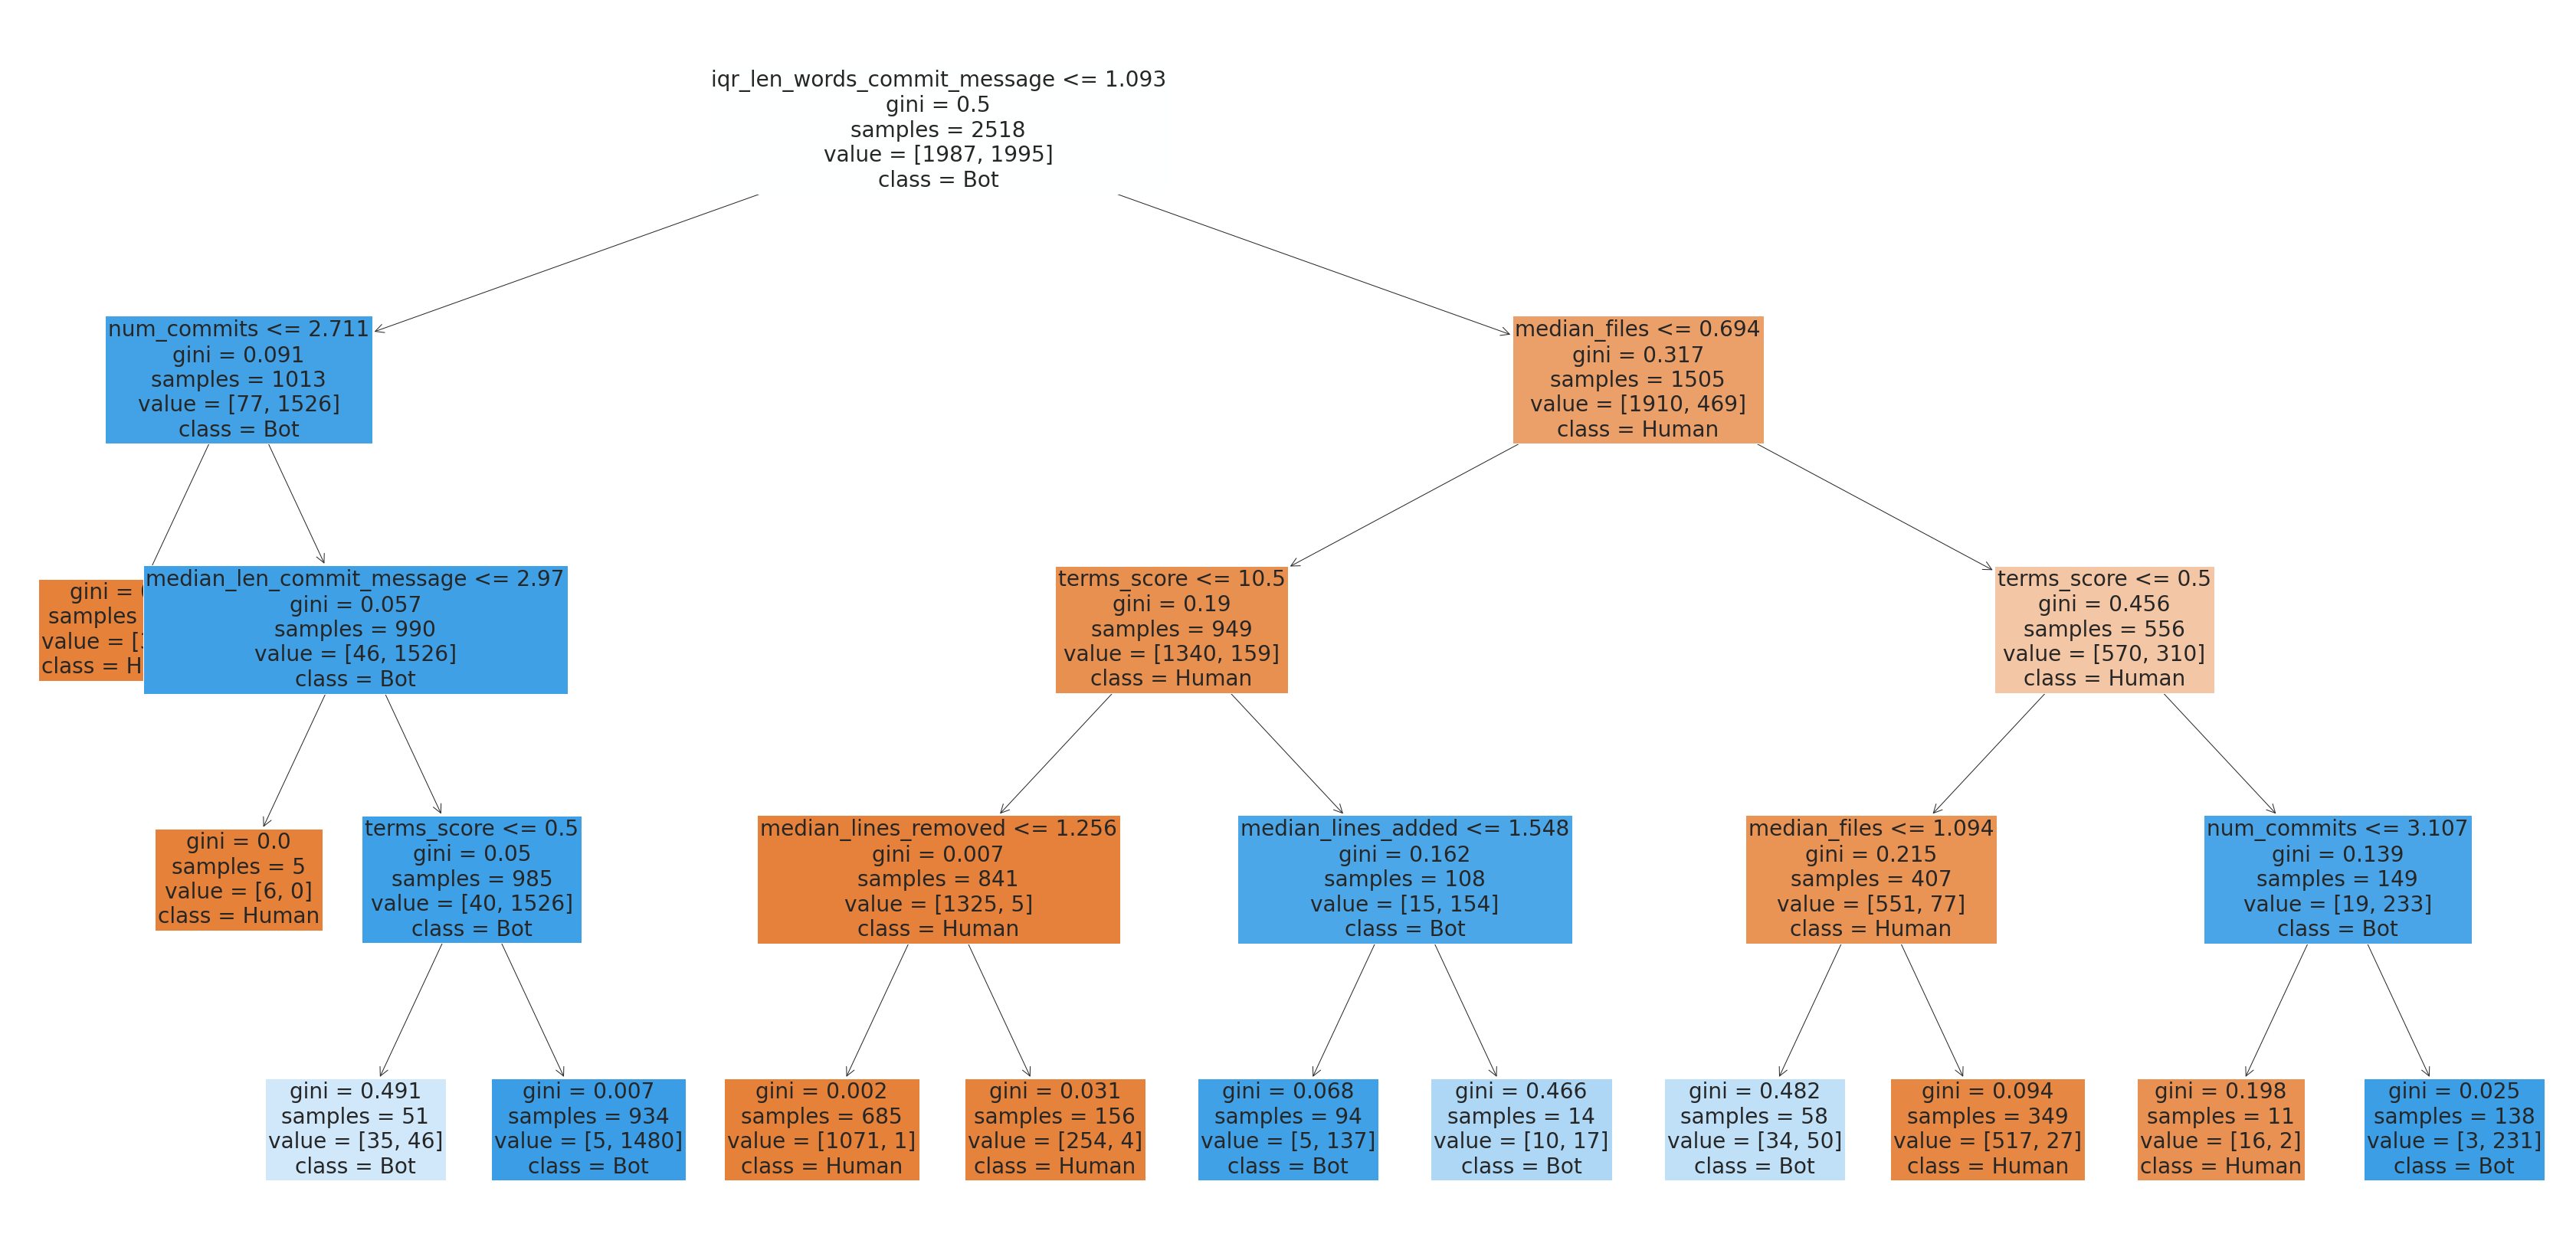 iqr_len_words_commit_message <= 1.093
gini = 0.5
samples = 2518
value = [1987, 1995]
class = Bot
num_commits <= 2.711
gini = 0.091
samples = 1013
value = [77, 1526]
class = Bot
median_files <= 0.694
gini = 0.317
samples = 1505
value = [1910, 469]
class = Human
gini =
samples
value =
class =
median_len_commit_message <= 2.97
gini = 0.057
samples = 990
value = [46, 1526]
class = Bot
terms_score <= 10.5
gini = 0.19
samples = 949
value = [1340, 159]
class = Human
terms_score <= 0.5
gini = 0.456
samples = 556
value = [570, 310]
class = Human
gini = 0.0
samples = 5
value = [6, 0]
class = Human
terms_score <= 0.5
gini = 0.05
samples = 985
value = [40, 1526]
class = Bot
median_lines_removed <= 1.256
gini = 0.007
samples = 841
value = [1325, 5]
class = Human
median_lines_added <= 1.548
gini = 0.162
samples = 108
value = [15, 154]
class = Bot
median_files <= 1.094
gini = 0.215
samples = 407
value = [551, 77]
class = Human
num_commits <= 3.107
gini = 0.139
samples = 149
value = [19, 233]
class = Bot
gini = 0.491
samples = 51
value = [35, 46]
class = Bot
gini = 0.007
samples = 934
value = [5, 1480]
class = Bot
gini = 0.002
samples = 685
value = [1071, 1]
class = Human
gini = 0.031
samples = 156
value = [254, 4]
class = Human
gini = 0.068
samples = 94
value = [5, 137]
class = Bot
gini = 0.466
samples = 14
value = [10, 17]
class = Bot
gini = 0.482
samples = 58
value = [34, 50]
class = Bot
gini = 0.094
samples = 349
value = [517, 27]
class = Human
gini = 0.198
samples = 11
value = [16, 2]
class = Human
gini = 0.025
samples = 138
value = [3, 231]
class = Bot